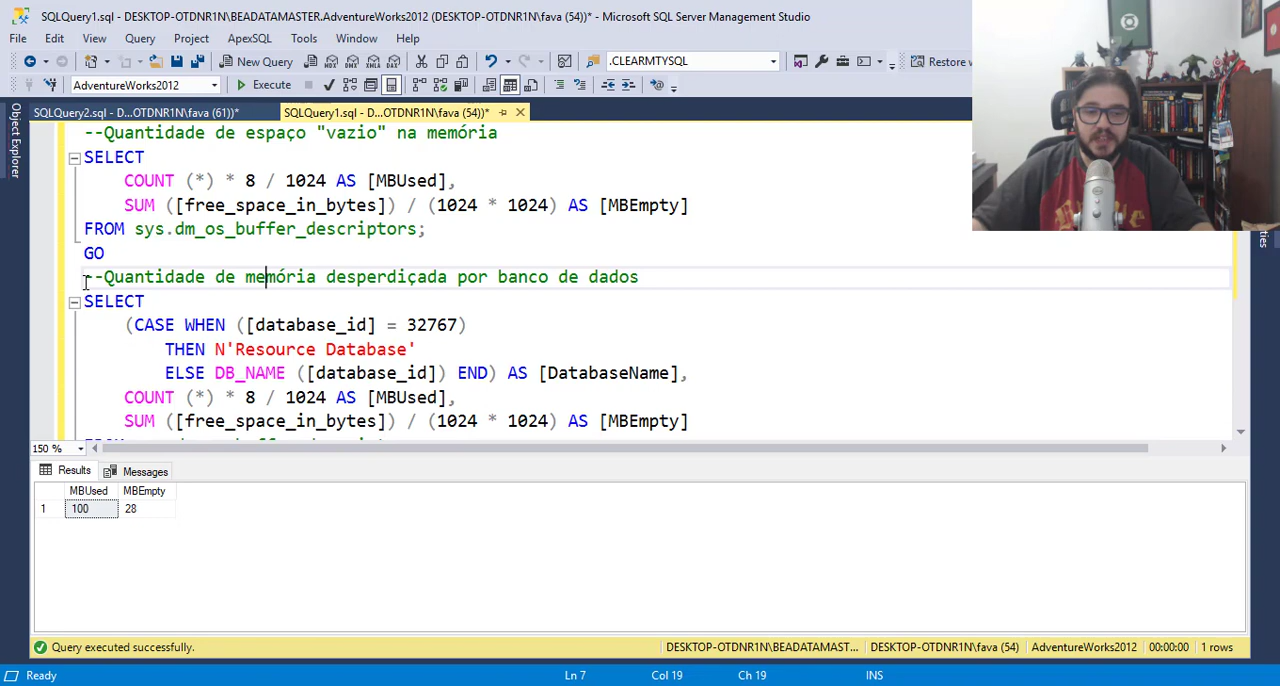 SQLQuery1.sql - DESKTOP-OTDNR1N\BEADATAMASTER.AdventureWorks2012 (DESKTOP-OTDNR1N\fava (54))* - Microsoft SQL Server Management Studio
File Edit View Query Project ApexSQL Tools Window Help
New Query .CLEARMTYSQL Restore
AdventureWorks2012 Execute
SQLQuery2.sql - D...OTDNR1N\fava (61))* SQLQuery1.sql - D...OTDNR1N\fava (54))*
Object Explorer
--Quantidade de espaço "vazio" na memória
SELECT
COUNT (*) * 8 / 1024 AS [MBUsed],
SUM ([free_space_in_bytes]) / (1024 * 1024) AS [MBEmpty]
FROM sys.dm_os_buffer_descriptors;
GO
--Quantidade de memória desperdiçada por banco de dados
SELECT
(CASE WHEN ([database_id] = 32767)
THEN N'Resource Database'
ELSE DB_NAME ([database_id]) END) AS [DatabaseName],
COUNT (*) * 8 / 1024 AS [MBUsed],
SUM ([free_space_in_bytes]) / (1024 * 1024) AS [MBEmpty]
150 %
Results Messages
MBUsed MBEmpty
1 100 28
Query executed successfully. DESKTOP-OTDNR1N\BEADATAMAST... DESKTOP-OTDNR1N\fava (54) AdventureWorks2012 00:00:00 1 rows
Ready Ln 7 Col 19 Ch 19 INS